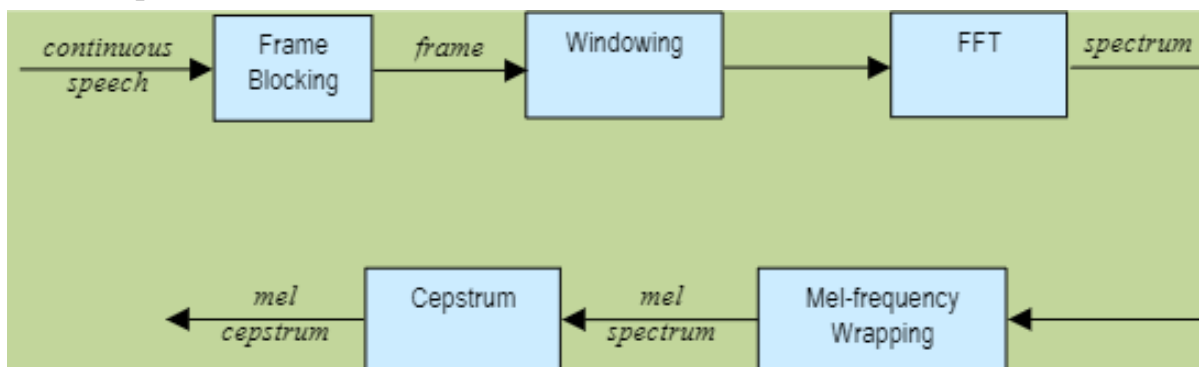 continuous
speech
Frame
Blocking
frame
Windowing
FFT
spectrum
mel
cepstrum
Cepstrum
mel
spectrum
Mel-frequency
Wrapping